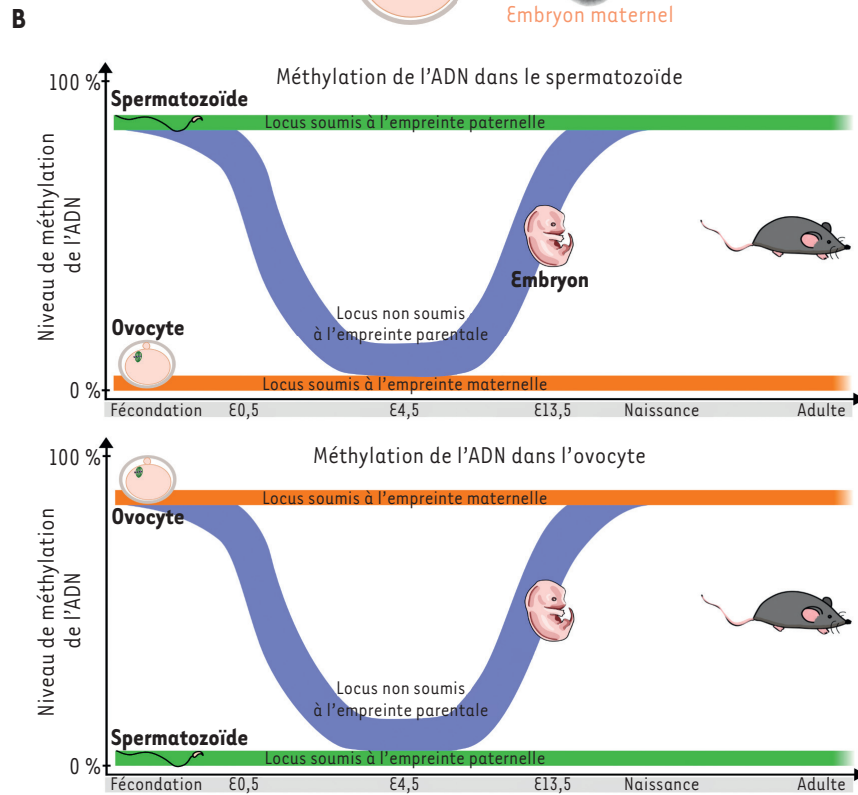 Embryon maternel
B
Méthylation de l'ADN dans le spermatozoïde
100 %
Spermatozoïde
Locus soumis à l'empreinte paternelle
Niveau de méthylation
de l'ADN
Embryon
Locus non soumis
à l'empreinte parentale
Ovocyte
Locus soumis à l'empreinte maternelle
0 %
Fécondation E0,5 E4,5 E13,5 Naissance Adulte
Méthylation de l'ADN dans l'ovocyte
100 %
Locus soumis à l'empreinte maternelle
Ovocyte
Niveau de méthylation
de l'ADN
Locus non soumis
à l'empreinte parentale
Spermatozoïde
Locus soumis à l'empreinte paternelle
0 %
Fécondation E0,5 E4,5 E13,5 Naissance Adulte